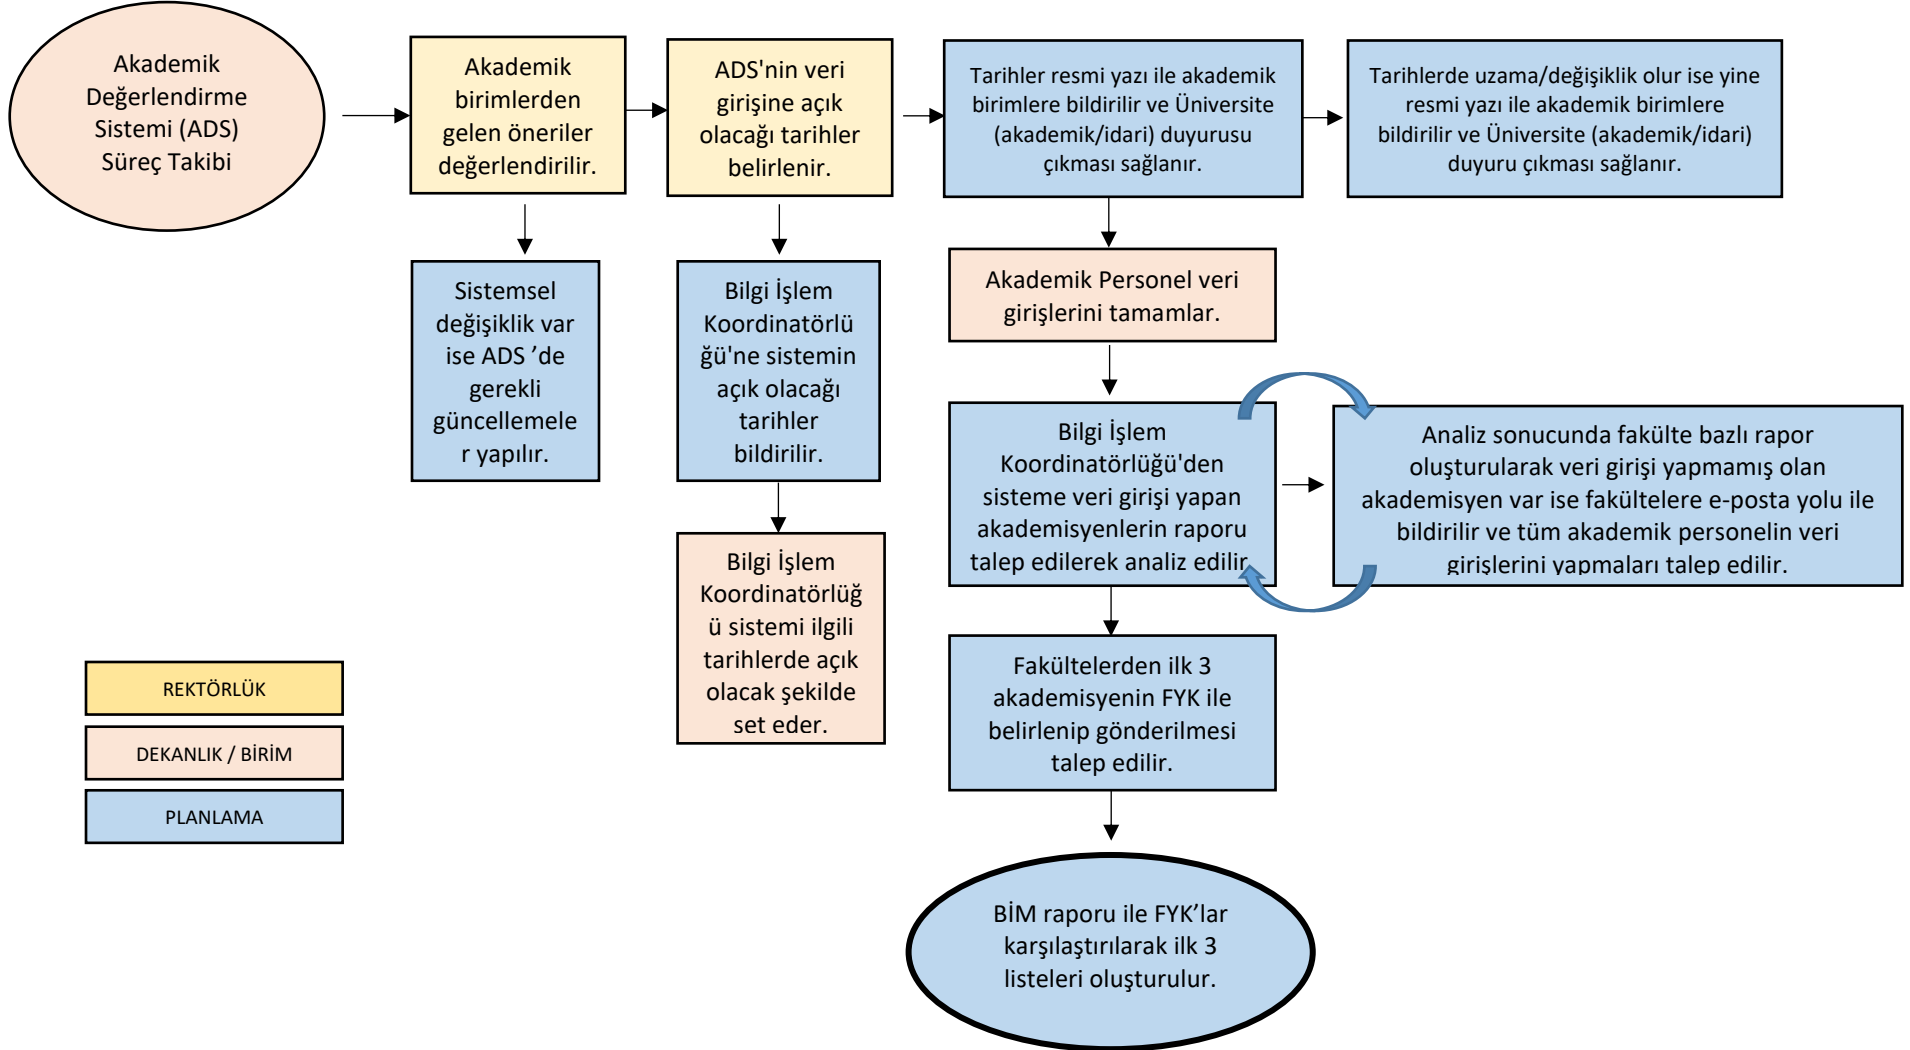 Akademik
Değerlendirme
Sistemi (ADS)
Süreç Takibi
Akademik
birimlerden
gelen öneriler
değerlendirilir.
ADS'nin veri
girişine açık
olacağı tarihler
belirlenir.
Tarihler resmi yazı ile akademik
birimlere bildirilir ve Üniversite
(akademik/idari) duyurusu
çıkması sağlanır.
Tarihlerde uzama/değişiklik olur ise yine
resmi yazı ile akademik birimlere
bildirilir ve Üniversite (akademik/idari)
duyuru çıkması sağlanır.
Sistemsel
değişiklik var
ise ADS ’de
gerekli
güncellemele
r yapılır.
Bilgi İşlem
Koordinatörlü
ğü'ne sistemin
açık olacağı
tarihler
bildirilir.
Akademik Personel veri
girişlerini tamamlar.
Bilgi İşlem
Koordinatörlüğü'den
sisteme veri girişi yapan
akademisyenlerin raporu
talep edilerek analiz edilir
Analiz sonucunda fakülte bazlı rapor
oluşturularak veri girişi yapmamış olan
akademisyen var ise fakültelere e-posta yolu ile
bildirilir ve tüm akademik personelin veri
girişlerini yapmaları talep edilir.
Bilgi İşlem
Koordinatörlüğ
ü sistemi ilgili
tarihlerde açık
olacak şekilde
set eder.
Fakültelerden ilk 3
akademisyenin FYK ile
belirlenip gönderilmesi
talep edilir.
REKTÖRLÜK
DEKANLIK / BİRİM
PLANLAMA
BİM raporu ile FYK’lar
karşılaştırılarak ilk 3
listeleri oluşturulur.